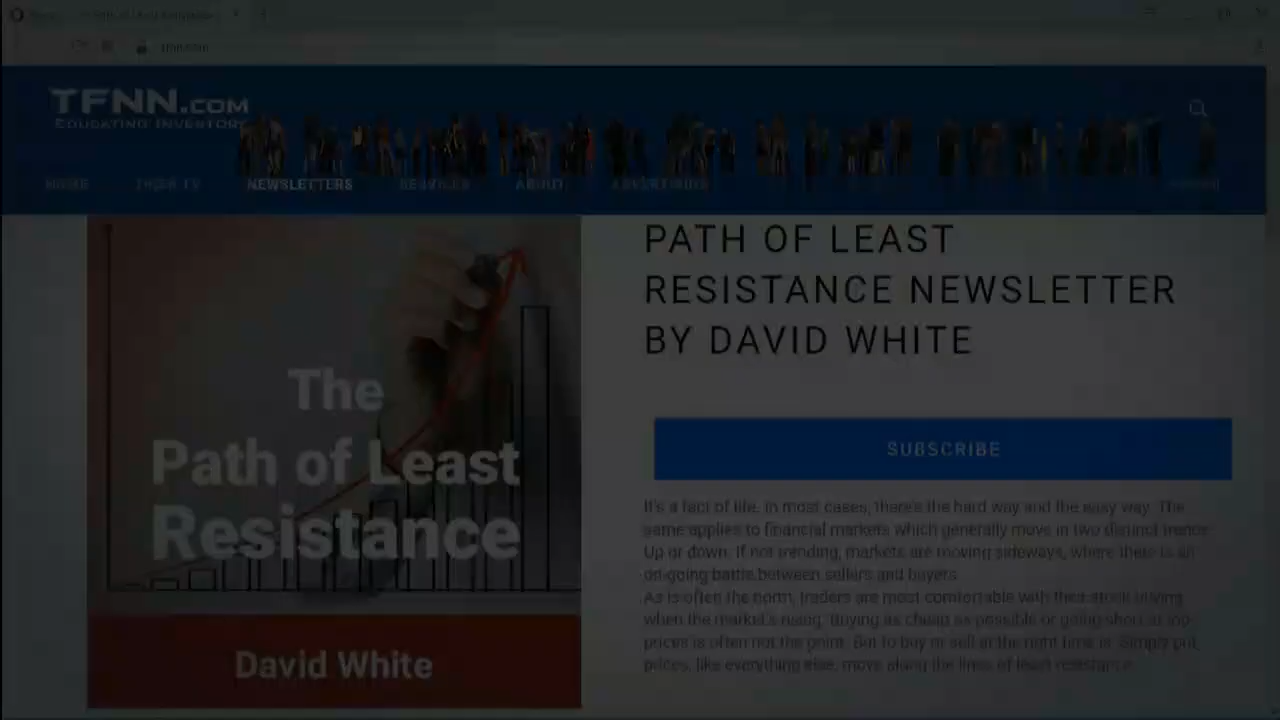 TFNN.COM
EDUCATING INVESTORS
HOME
NEWSLETTERS
SERVICES
ABOUT
ADVERTISING
PATH OF LEAST
RESISTANCE NEWSLETTER
BY DAVID WHITE
The
Path of Least
Resistance
David White
SUBSCRIBE
It's a fact of life. In most cases, there's the hard way and the easy way. The
same applies to financial markets which generally move in two distinct trends.
Up or down. If not trending, markets are moving sideways, where there is an
on-going battle between sellers and buyers.
As is often the norm, traders are most comfortable with their stock buying
when the market's rising. Buying as cheap as possible or going short at top
prices is often not the point. But to buy or sell at the right time is. Simply put,
prices, like everything else, move along the lines of least resistance.